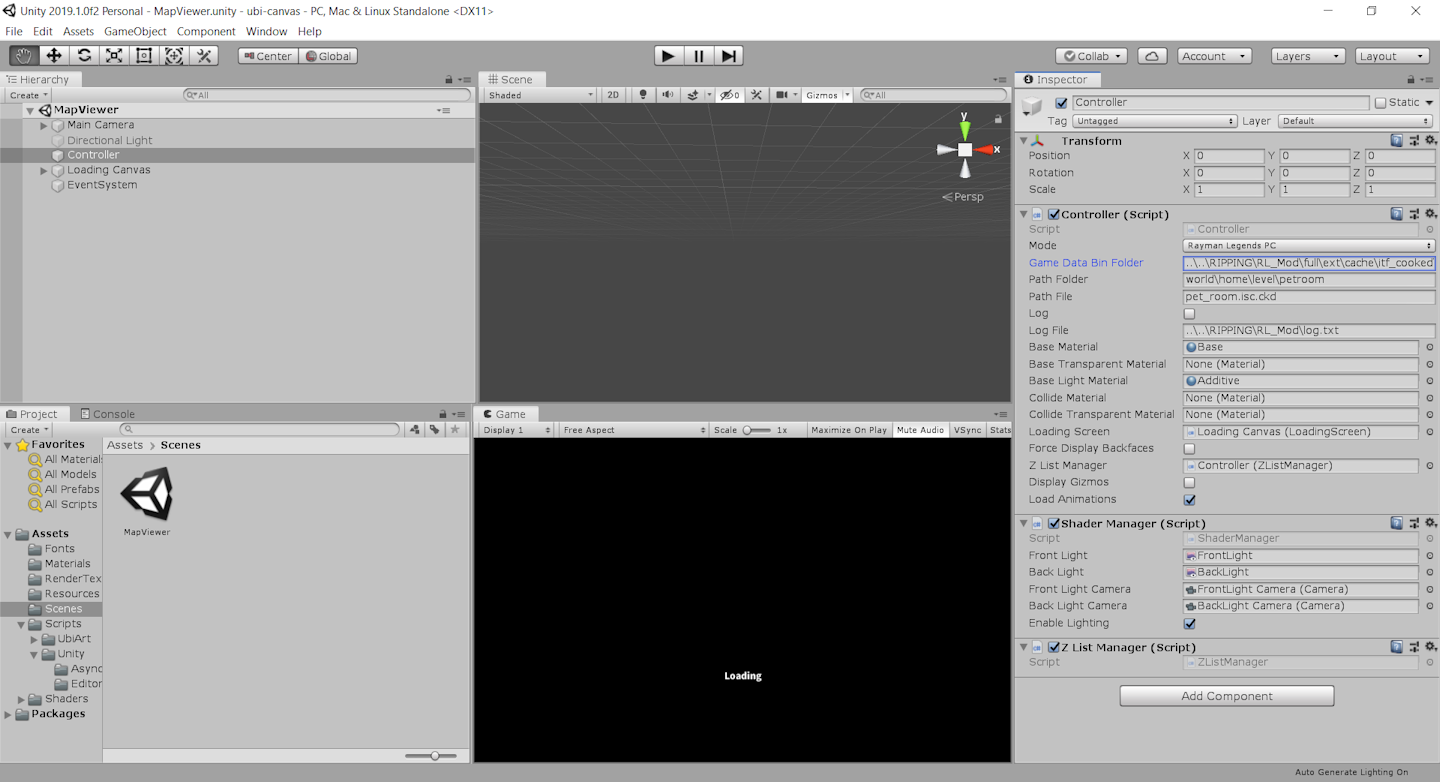 Unity 2019.1.0f2 Personal - MapViewer.unity - ubi-canvas - PC, Mac & Linux Standalone <DX11>
File Edit Assets GameObject Component Window Help
Center Global Collab Account Layers Layout
Hierarchy
Create All
MapViewer
Main Camera
Directional Light
Controller
Loading Canvas
EventSystem
Scene
Shaded 2D 0 Gizmos All
y
x
Persp
Project Console
Create
Favorites
All Materials
All Models
All Prefabs
All Scripts
Assets
Fonts
Materials
RenderTex
Resources
Scenes
Scripts
UbiArt
Unity
Async
Editor
Shaders
Packages
Assets > Scenes
MapViewer
Game
Display 1 Free Aspect Scale 1x Maximize On Play Mute Audio VSync Stats
Loading
Inspector
Controller Static
Tag Untagged Layer Default
Transform
Position X 0 Y 0 Z 0
Rotation X 0 Y 0 Z 0
Scale X 1 Y 1 Z 1
Controller (Script)
Script Controller
Mode Rayman Legends PC
Game Data Bin Folder ..\..\RIPPING\RL_Mod\full\ext\cache\itf_cooked
Path Folder world\home\level\petroom
Path File pet_room.isc.ckd
Log
Log File ..\..\RIPPING\RL_Mod\log.txt
Base Material Base
Base Transparent Material None (Material)
Base Light Material Additive
Collide Material None (Material)
Collide Transparent Material None (Material)
Loading Screen Loading Canvas (LoadingScreen)
Force Display Backfaces
Z List Manager Controller (ZListManager)
Display Gizmos
Load Animations
Shader Manager (Script)
Script ShaderManager
Front Light FrontLight
Back Light BackLight
Front Light Camera FrontLight Camera (Camera)
Back Light Camera BackLight Camera (Camera)
Enable Lighting
Z List Manager (Script)
Script ZListManager
Add Component
Auto Generate Lighting On